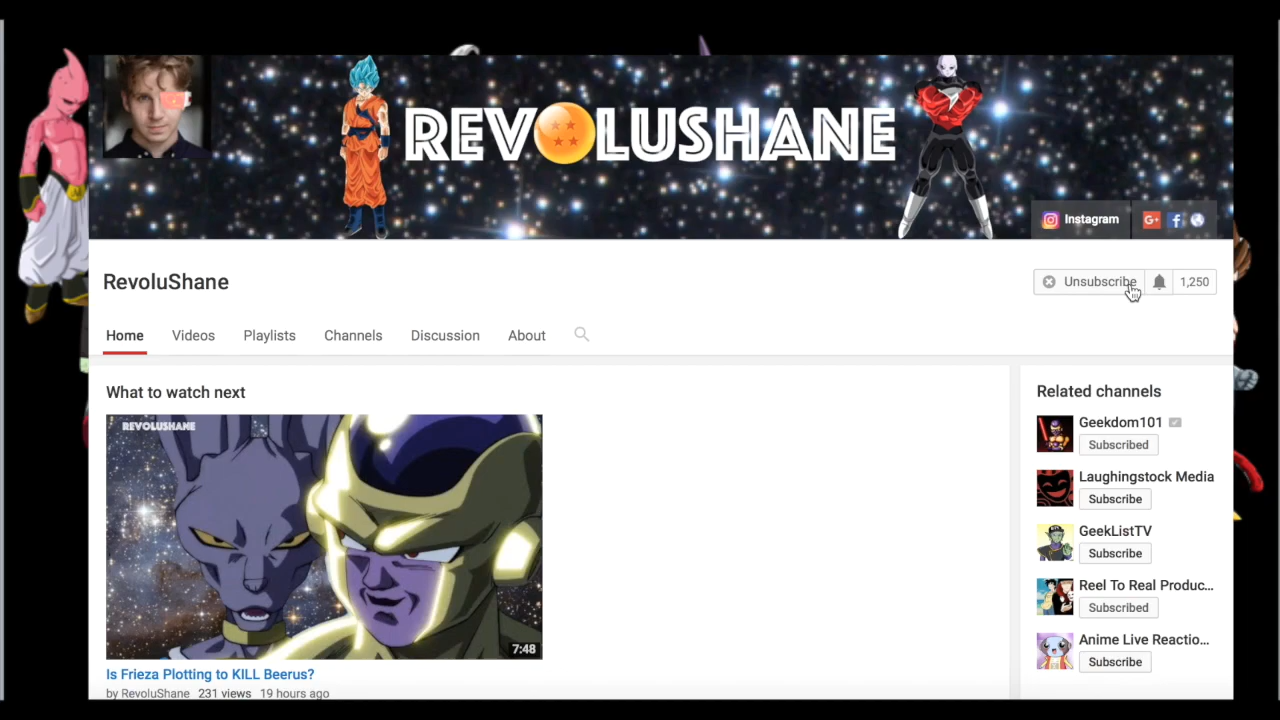 REVOLUSHANE
Instagram
G+
RevoluShane
Unsubscribe
1,250
Home
Videos
Playlists
Channels
Discussion
About
What to watch next
REVOLUSHANE
7:48
Is Frieza Plotting to KILL Beerus?
by RevoluShane 231 views 19 hours ago
Related channels
Geekdom101
Subscribed
Laughingstock Media
Subscribe
GeekListTV
Subscribe
Reel To Real Produc...
Subscribed
Anime Live Reactio...
Subscribe